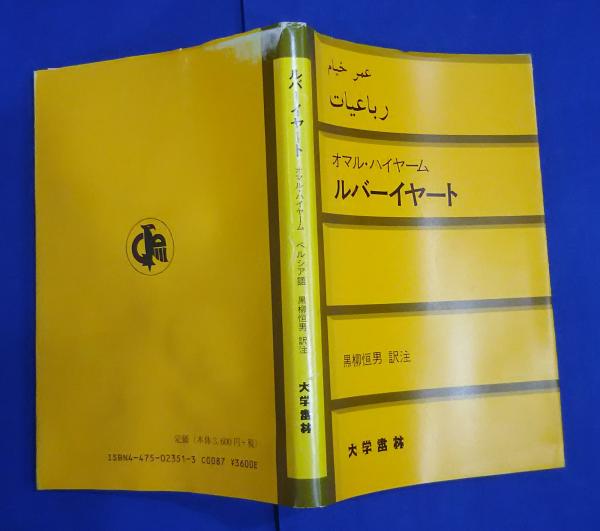 عمر خیام
رباعیات
オマル・ハイヤーム
ルバーイヤート
黒柳恒男 訳注
大学書林
ルバーイヤート オマル・ハイヤーム ペルシア語 黒柳恒男 訳注 大学書林
定価 (本体3,600円+税)
ISBN4-475-02351-3 C0087 ¥3600E